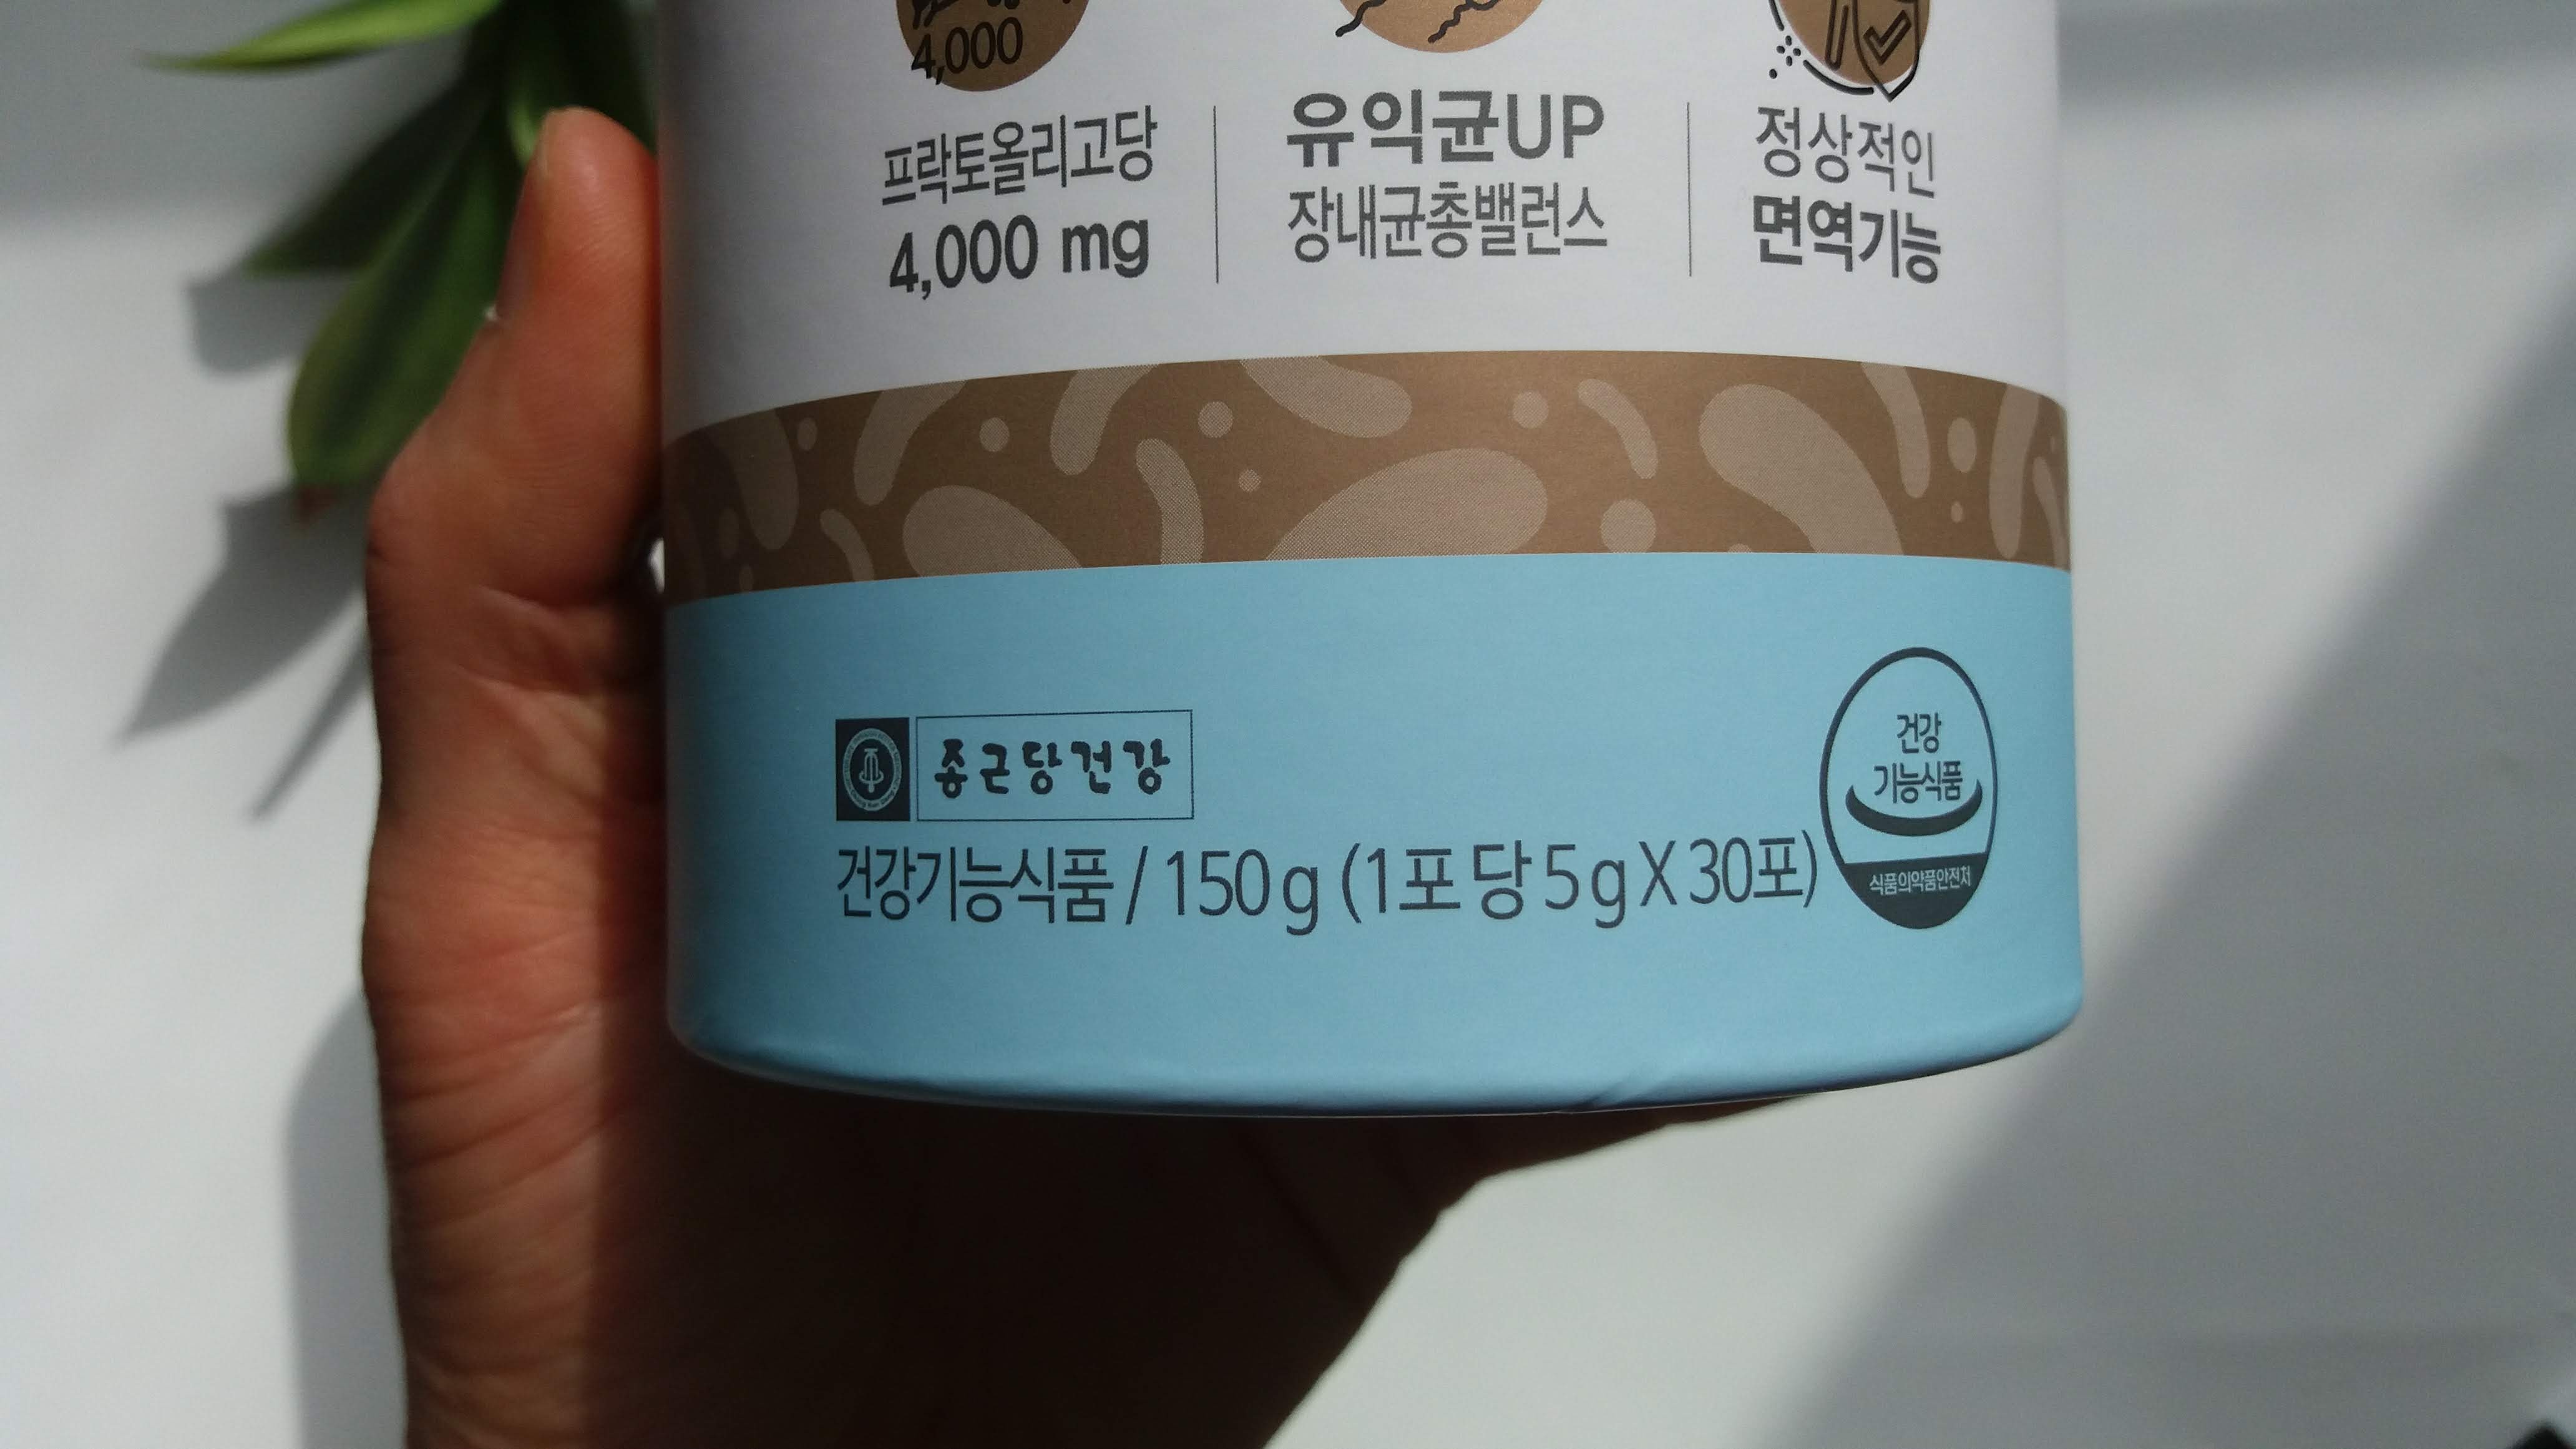 4,000
프락토올리고당
4,000 mg
유익균UP
장내균총밸런스
정상적인
면역기능
종근당건강
건강기능식품 / 150 g (1포 당 5 g X 30포)
건강
기능식품
식품의약품안전처